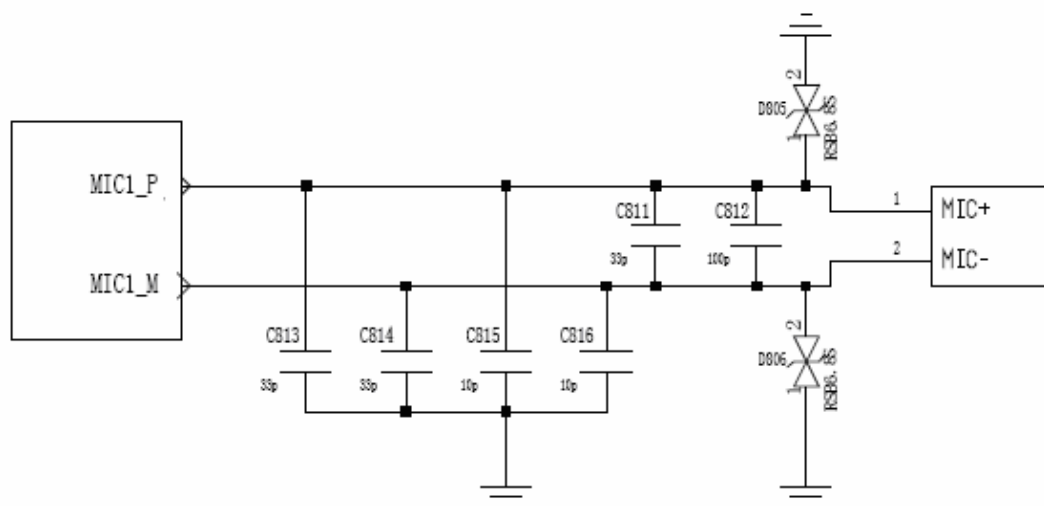 2
D805
1
RSB6.8S
MIC1_P
C811
C812
1
MIC+
33p
100p
2
MIC-
MIC1_M
C813
C814
C815
C816
2
D806
1
RSB6.8S
33p
33p
10p
10p